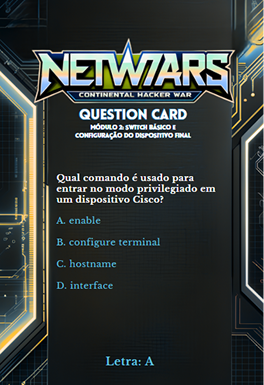 NETW7ARS
CONTINENTAL HACKER WAR
QUESTION CARD
MÓDULO 2: SWITCH BÁSICO E
CONFIGURAÇÃO DO DISPOSITIVO FINAL
Qual comando é usado para
entrar no modo privilegiado em
um dispositivo Cisco?
A. enable
B. configure terminal
C. hostname
D. interface
Letra: A